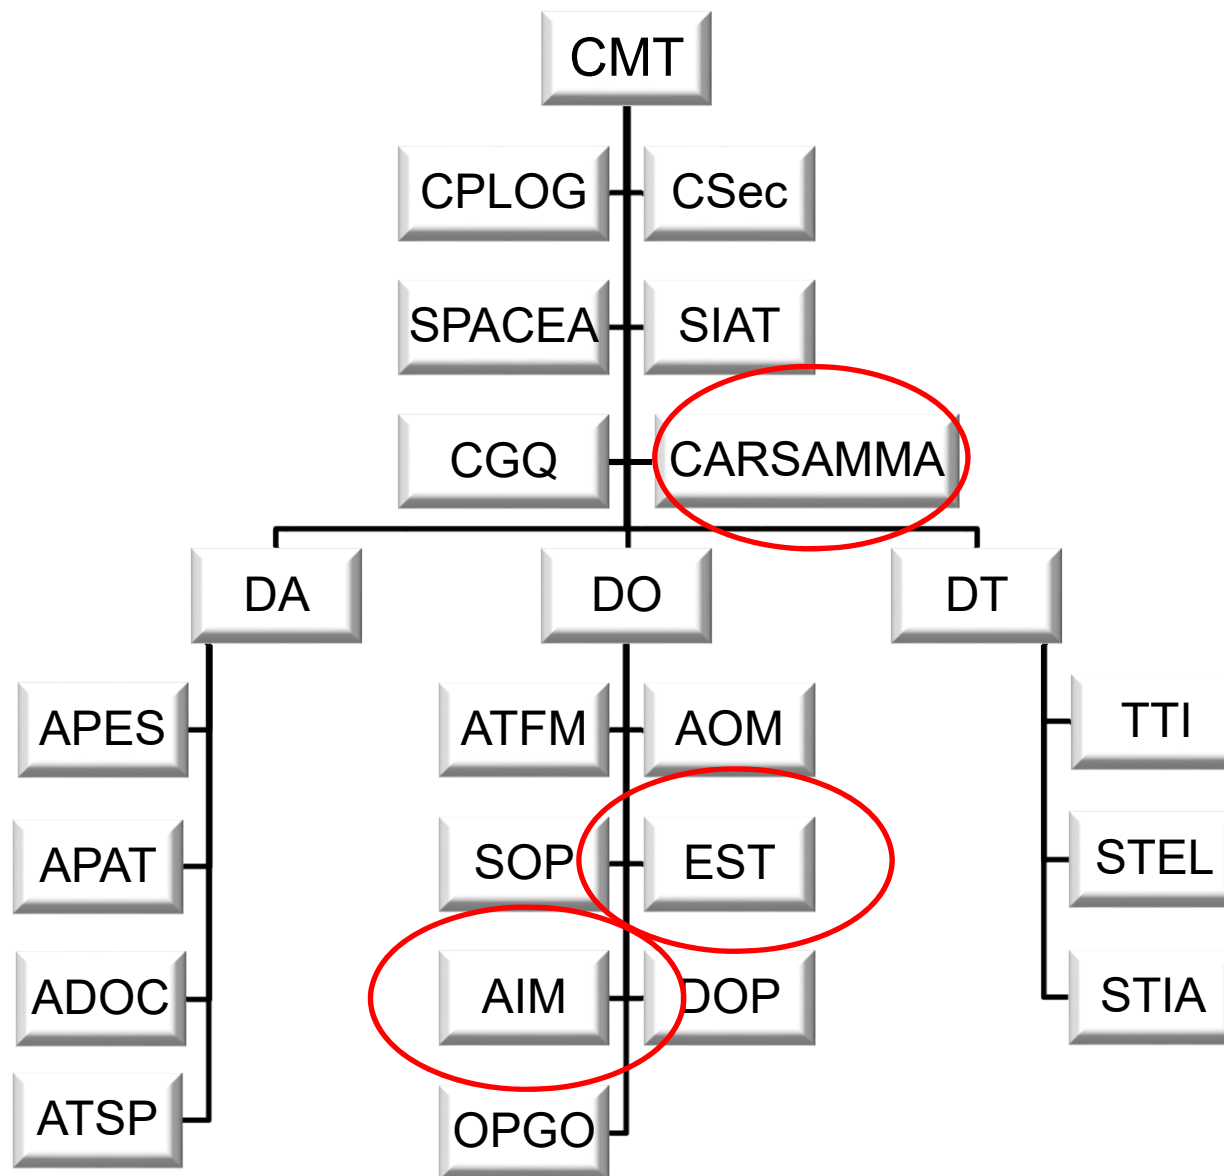 CMT
CPLOG
CSec
SPACEA
SIAT
CGQ
CARSAMMA
DA
DO
DT
APES
ATFM
AOM
TTI
APAT
SOP
EST
STEL
ADOC
AIM
DOP
STIA
ATSP
OPGO